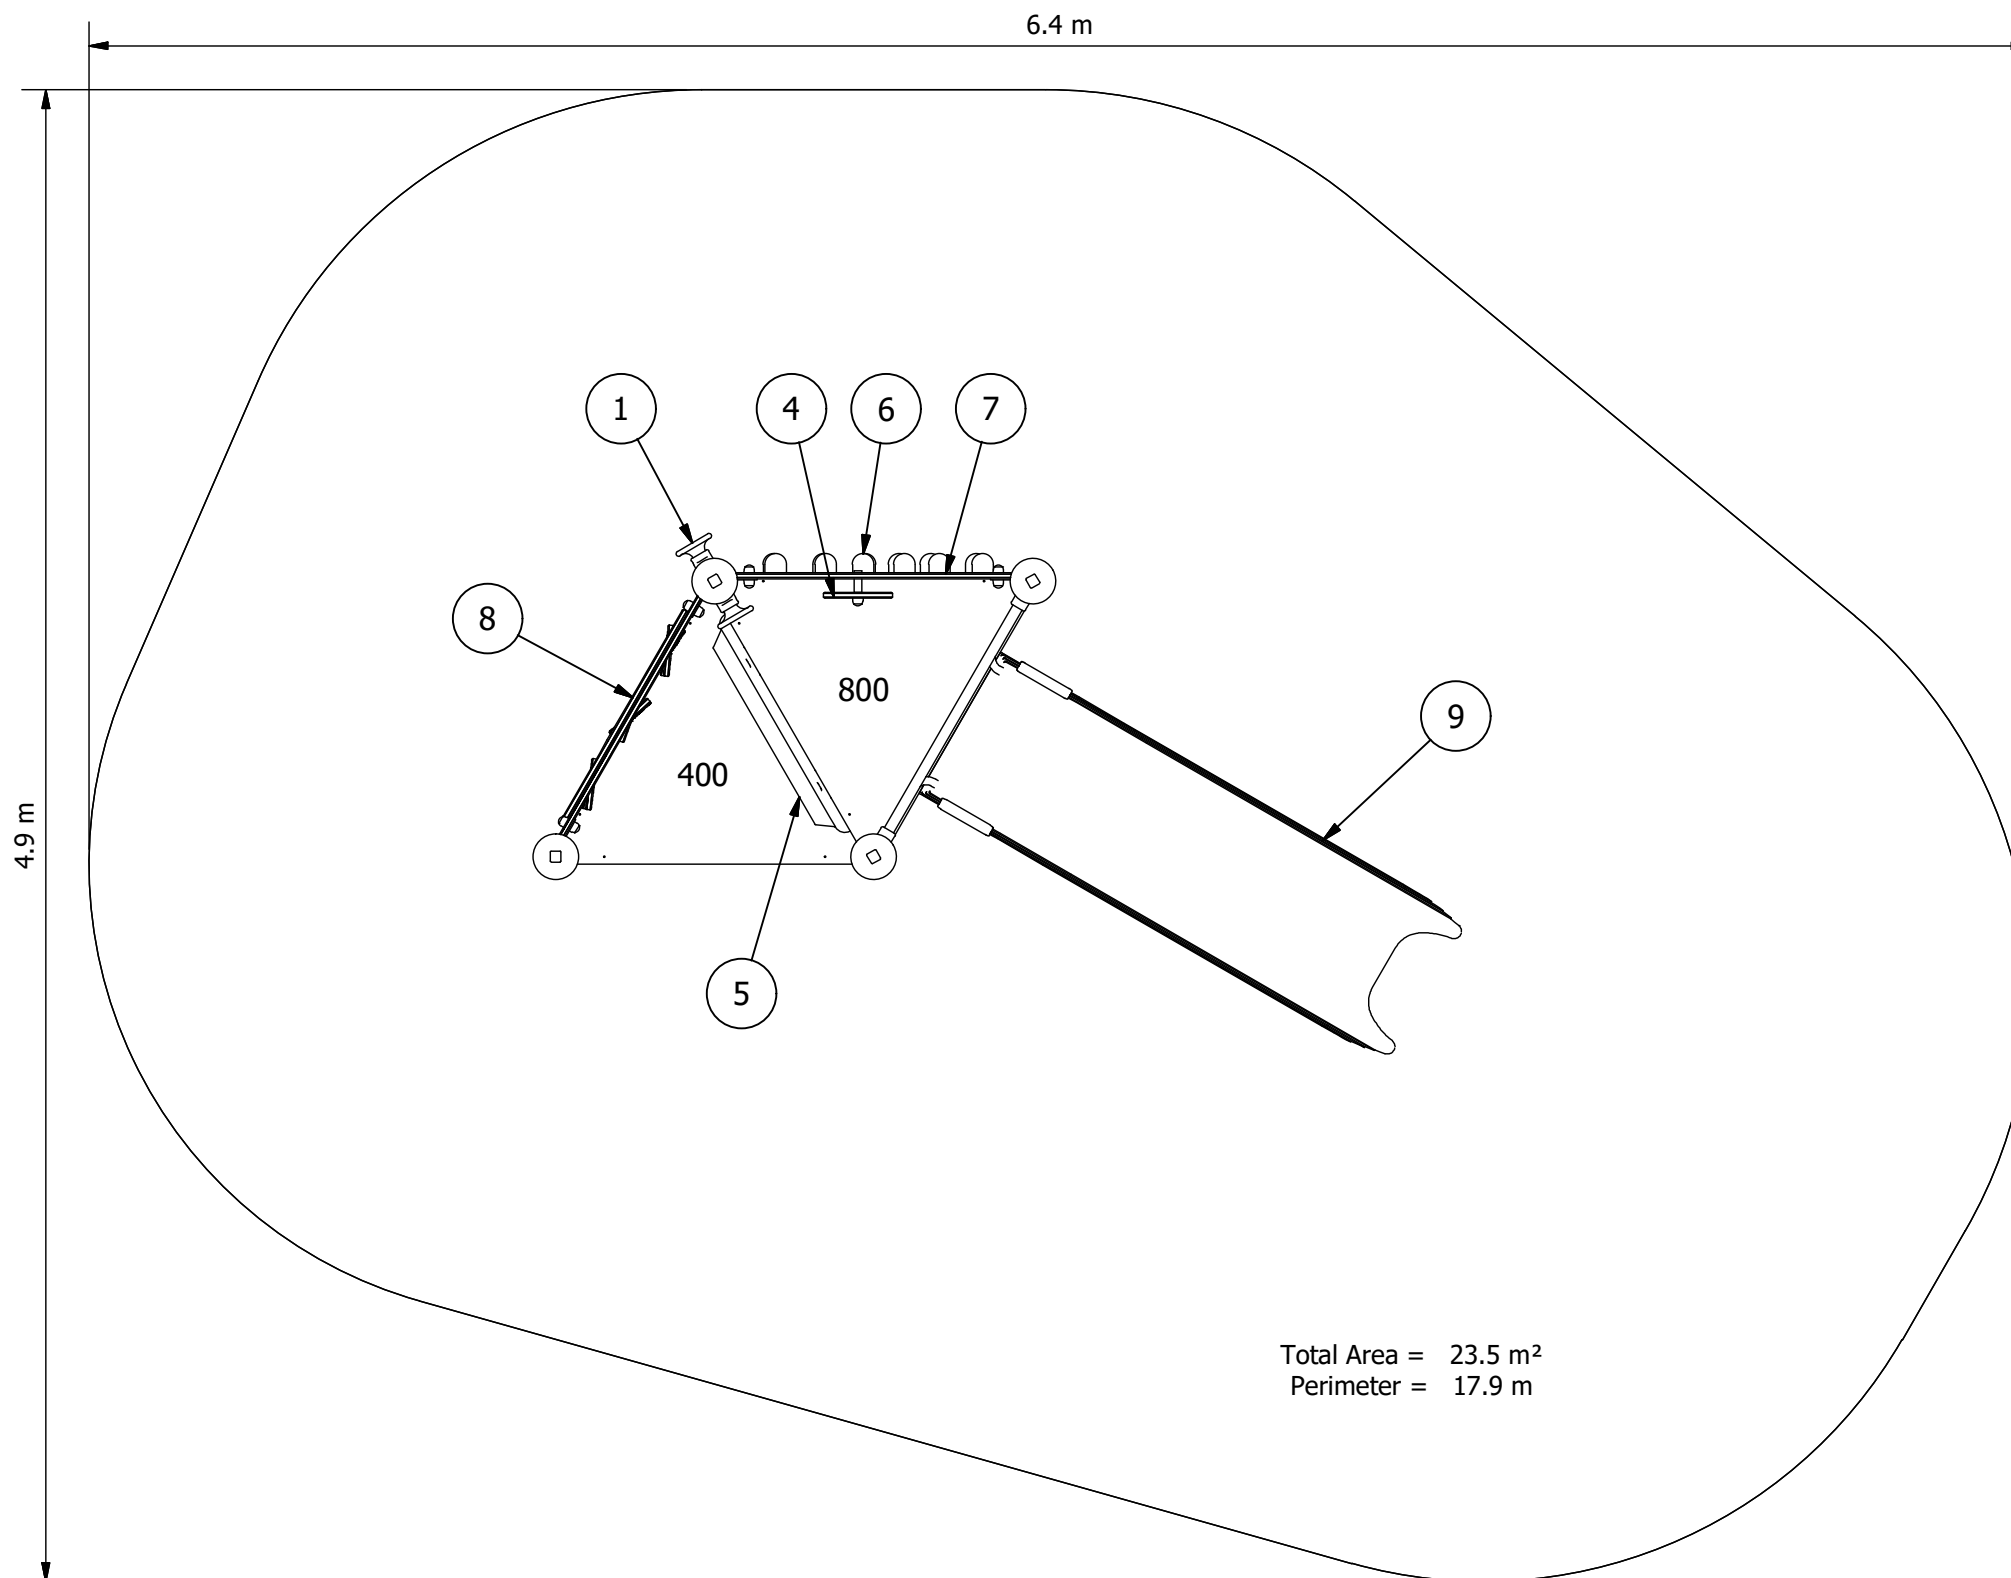 6.4 m
1
4
6
7
8
800
9
400
4.9 m
5
Total Area = 23.5 m²
Perimeter = 17.9 m